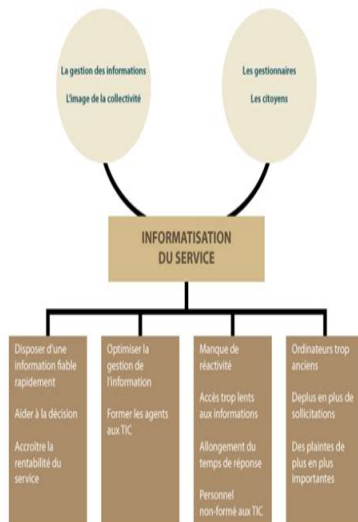 La gestion des informations
L'image de la collectivité
Les gestionnaires
Les citoyens
INFORMATISATION
DU SERVICE
Disposer d'une
information fiable
rapidement
Aider à la décision
Accroître la
rentabilité du
service
Optimiser la
gestion de
l'information
Former les agents
aux TIC
Manque de
réactivité
Accès trop lents
aux informations
Allongement du
temps de réponse
Personnel
non-formé aux TIC
Ordinateurs trop
anciens
Deplus en plus de
sollicitations
Des plaintes de
plus en plus
importantes